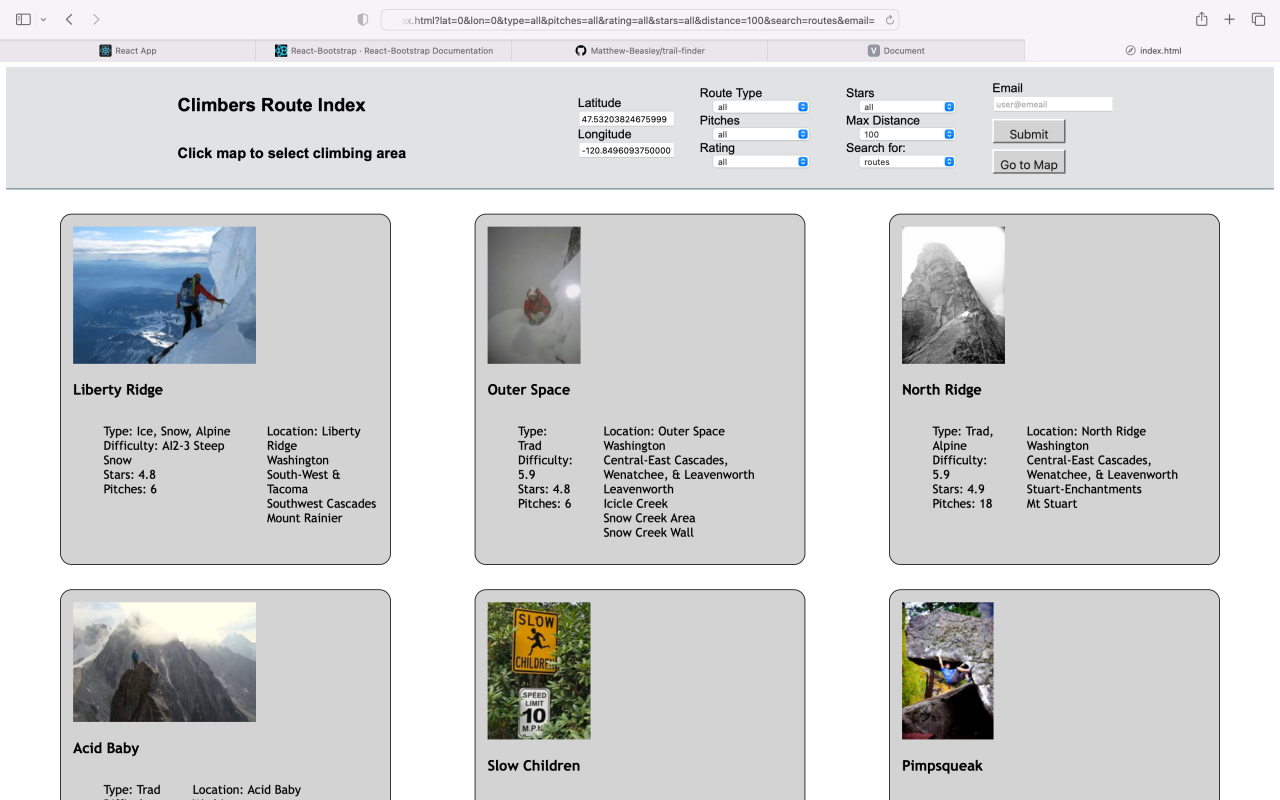 ex.html?lat=0&lon=0&type=all&pitches=all&rating=all&stars=all&distance=100&search=routes&email=
React App
React-Bootstrap · React-Bootstrap Documentation
Matthew-Beasley/trail-finder
V Document
index.html
Climbers Route Index
Click map to select climbing area
Latitude
47.53203824675999
Longitude
-120.8496093750000
Route Type
all
Pitches
all
Rating
all
Stars
all
Max Distance
100
Search for:
routes
Email
user@emeail
Submit
Go to Map
Liberty Ridge
Type: Ice, Snow, Alpine
Difficulty: AI2-3 Steep
Snow
Stars: 4.8
Pitches: 6
Location: Liberty
Ridge
Washington
South-West &
Tacoma
Southwest Cascades
Mount Rainier
Outer Space
Type:
Trad
Difficulty:
5.9
Stars: 4.8
Pitches: 6
Location: Outer Space
Washington
Central-East Cascades,
Wenatchee, & Leavenworth
Leavenworth
Icicle Creek
Snow Creek Area
Snow Creek Wall
North Ridge
Type: Trad,
Alpine
Difficulty:
5.9
Stars: 4.9
Pitches: 18
Location: North Ridge
Washington
Central-East Cascades,
Wenatchee, & Leavenworth
Stuart-Enchantments
Mt Stuart
Acid Baby
Type: Trad
Location: Acid Baby
SLOW
CHILDREN
SPEED
LIMIT
10
M.P.H.
Slow Children
Pimpsqueak